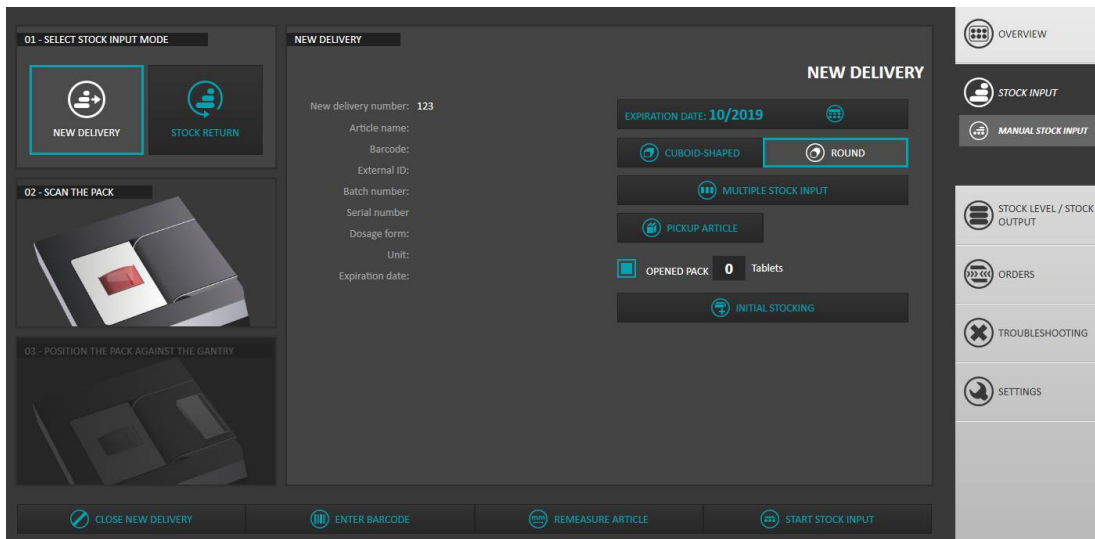 01 - SELECT STOCK INPUT MODE
NEW DELIVERY
STOCK RETURN
02 - SCAN THE PACK
03 - POSITION THE PACK AGAINST THE GANTRY
NEW DELIVERY
NEW DELIVERY
New delivery number: 123
Article name:
Barcode:
External ID:
Batch number:
Serial number
Dosage form:
Unit:
Expiration date:
EXPIRATION DATE: 10/2019
CUBOID-SHAPED
ROUND
MULTIPLE STOCK INPUT
PICKUP ARTICLE
OPENED PACK 0 Tablets
INITIAL STOCKING
CLOSE NEW DELIVERY
ENTER BARCODE
mm
REMEASURE ARTICLE
START STOCK INPUT
OVERVIEW
STOCK INPUT
MANUAL STOCK INPUT
STOCK LEVEL / STOCK
OUTPUT
ORDERS
TROUBLESHOOTING
SETTINGS